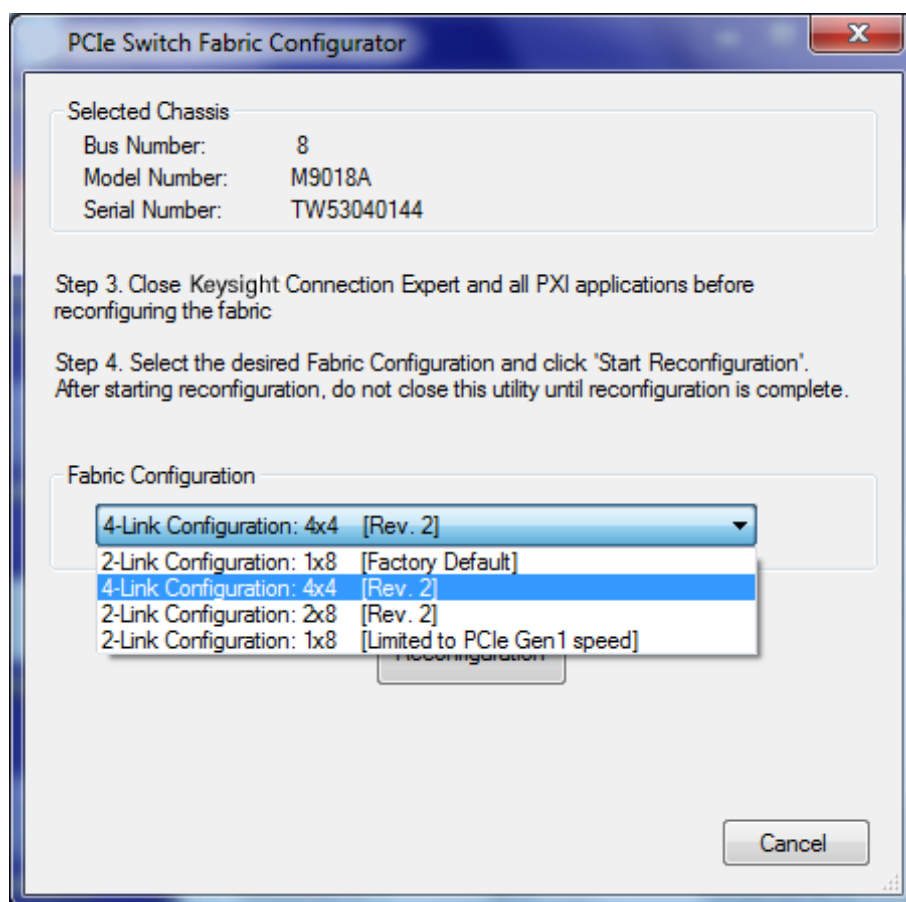 PCIe Switch Fabric Configurator
Selected Chassis
Bus Number: 8
Model Number: M9018A
Serial Number: TW53040144
Step 3. Close Keysight Connection Expert and all PXI applications before
reconfiguring the fabric
Step 4. Select the desired Fabric Configuration and click 'Start Reconfiguration'.
After starting reconfiguration, do not close this utility until reconfiguration is complete.
Fabric Configuration
4-Link Configuration: 4x4 [Rev. 2]
2-Link Configuration: 1x8 [Factory Default]
4-Link Configuration: 4x4 [Rev. 2]
2-Link Configuration: 2x8 [Rev. 2]
2-Link Configuration: 1x8 [Limited to PCIe Gen1 speed]
Reconfiguration
Cancel